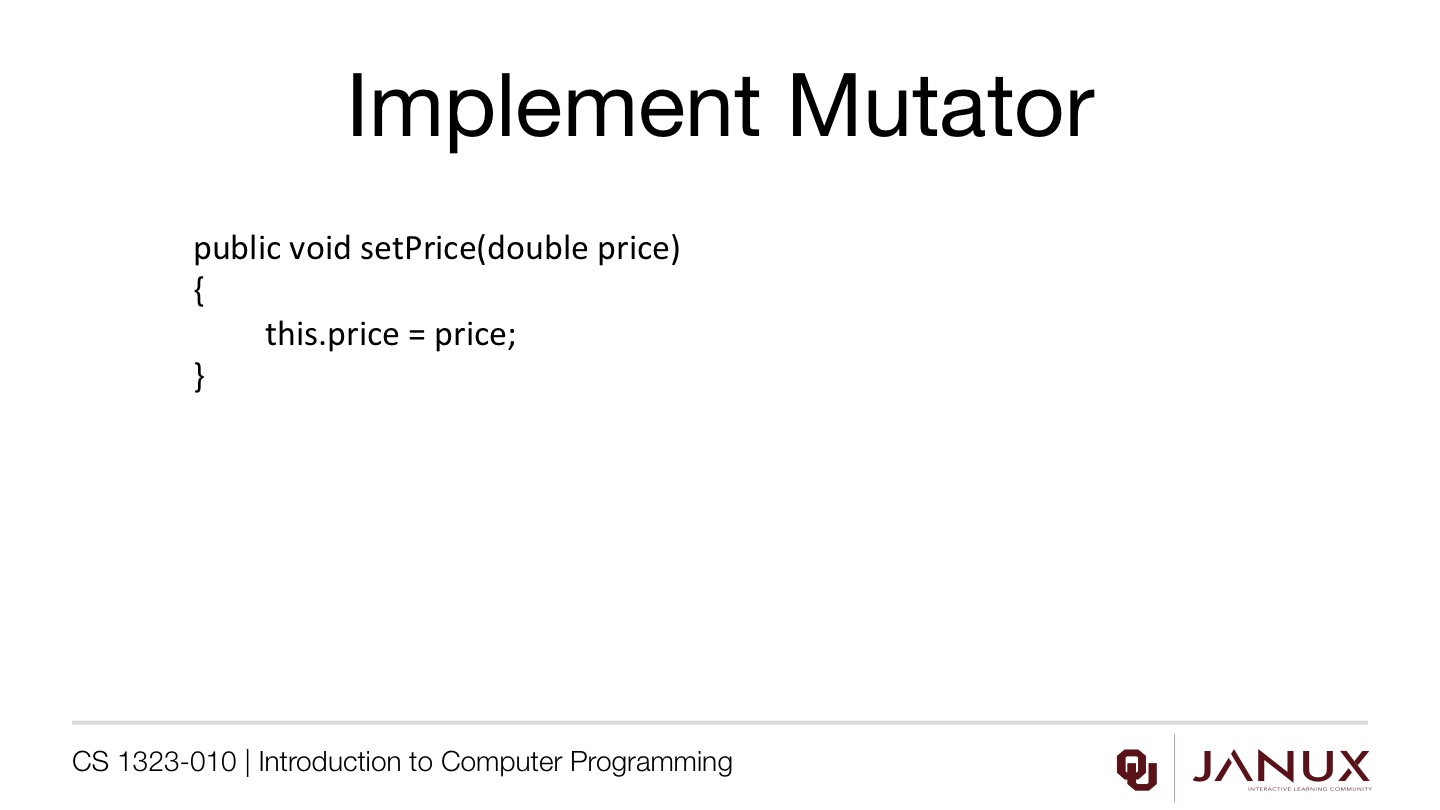 Implement Mutator
public void setPrice(double price)
{
this.price = price;
}
CS 1323-010 | Introduction to Computer Programming
OU
JANUX
INTERACTIVE LEARNING COMMUNITY